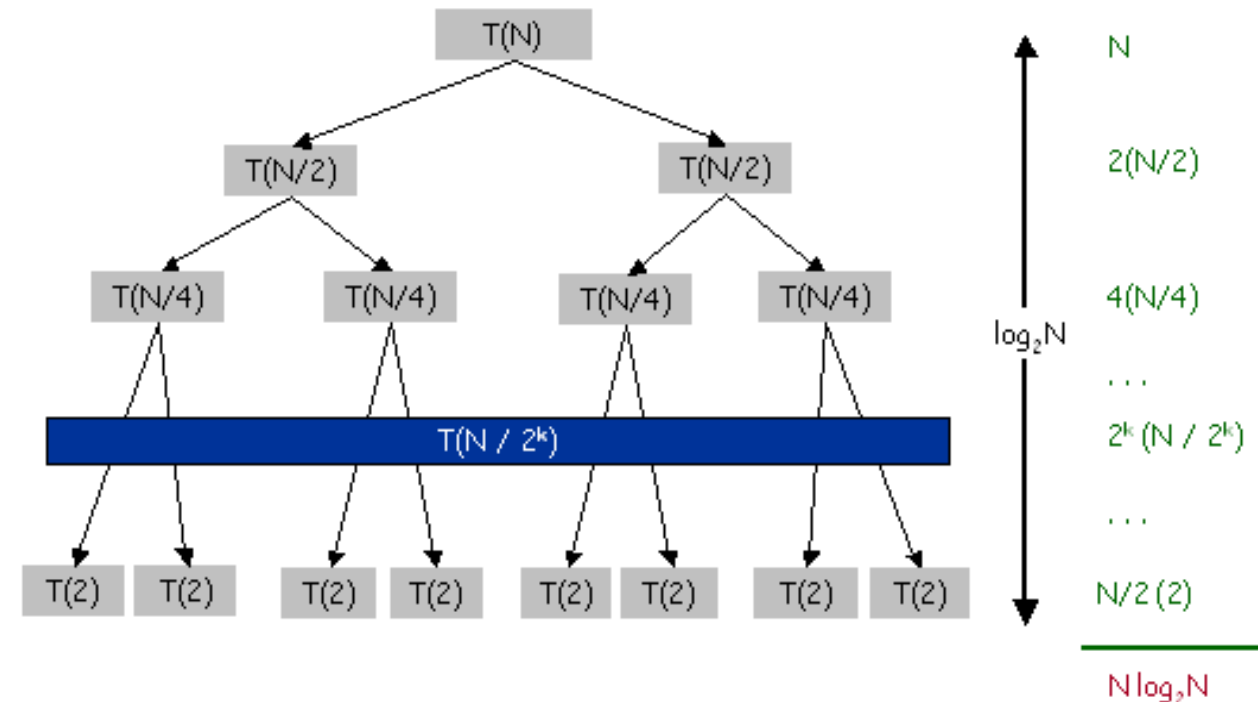 T(N) N
T(N/2) T(N/2) 2(N/2)
T(N/4) T(N/4) T(N/4) T(N/4) 4(N/4)
log₂N
. . .
T(N / 2ᵏ) 2ᵏ (N / 2ᵏ)
. . .
T(2) T(2) T(2) T(2) T(2) T(2) T(2) T(2) N/2 (2)
N log₂N